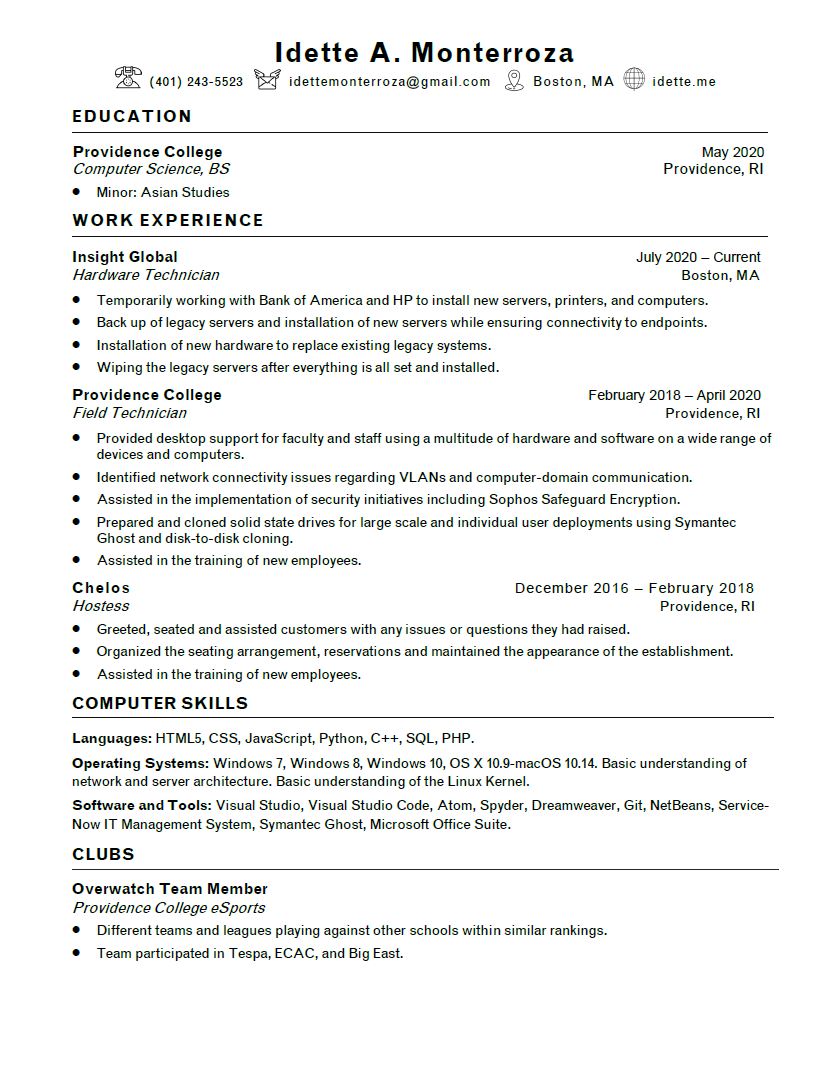 Idette A. Monterroza
(401) 243-5523 idettemonterroza@gmail.com Boston, MA idette.me
EDUCATION
Providence College May 2020
Computer Science, BS Providence, RI
● Minor: Asian Studies
WORK EXPERIENCE
Insight Global July 2020 – Current
Hardware Technician Boston, MA
● Temporarily working with Bank of America and HP to install new servers, printers, and computers.
● Back up of legacy servers and installation of new servers while ensuring connectivity to endpoints.
● Installation of new hardware to replace existing legacy systems.
● Wiping the legacy servers after everything is all set and installed.
Providence College February 2018 – April 2020
Field Technician Providence, RI
● Provided desktop support for faculty and staff using a multitude of hardware and software on a wide range of
devices and computers.
● Identified network connectivity issues regarding VLANs and computer-domain communication.
● Assisted in the implementation of security initiatives including Sophos Safeguard Encryption.
● Prepared and cloned solid state drives for large scale and individual user deployments using Symantec
Ghost and disk-to-disk cloning.
● Assisted in the training of new employees.
Chelos December 2016 – February 2018
Hostess Providence, RI
● Greeted, seated and assisted customers with any issues or questions they had raised.
● Organized the seating arrangement, reservations and maintained the appearance of the establishment.
● Assisted in the training of new employees.
COMPUTER SKILLS
Languages: HTML5, CSS, JavaScript, Python, C++, SQL, PHP.
Operating Systems: Windows 7, Windows 8, Windows 10, OS X 10.9-macOS 10.14. Basic understanding of
network and server architecture. Basic understanding of the Linux Kernel.
Software and Tools: Visual Studio, Visual Studio Code, Atom, Spyder, Dreamweaver, Git, NetBeans, Service-
Now IT Management System, Symantec Ghost, Microsoft Office Suite.
CLUBS
Overwatch Team Member
Providence College eSports
● Different teams and leagues playing against other schools within similar rankings.
● Team participated in Tespa, ECAC, and Big East.